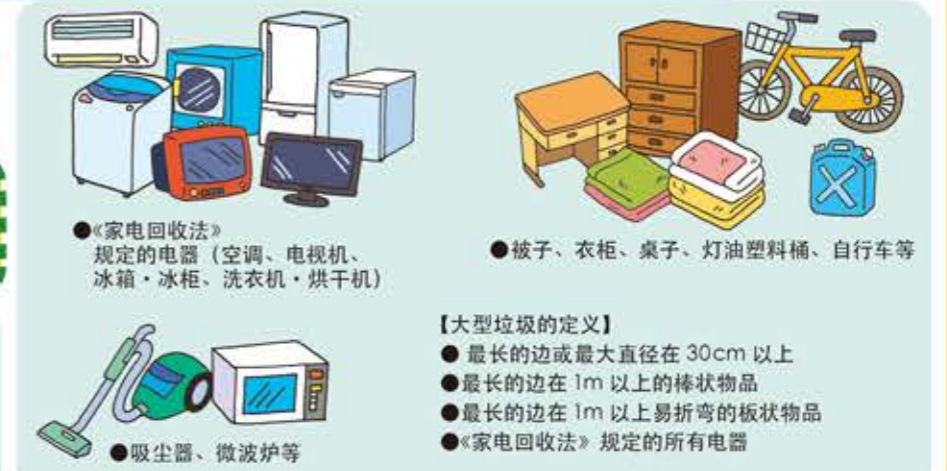 ●《家电回收法》
规定的电器（空调、电视机、
冰箱・冰柜、洗衣机・烘干机）
●被子、衣柜、桌子、灯油塑料桶、自行车等
●吸尘器、微波炉等
【大型垃圾的定义】
● 最长的边或最大直径在 30cm 以上
●最长的边在 1m 以上的棒状物品
●最长的边在 1m 以上易折弯的板状物品
●《家电回收法》规定的所有电器